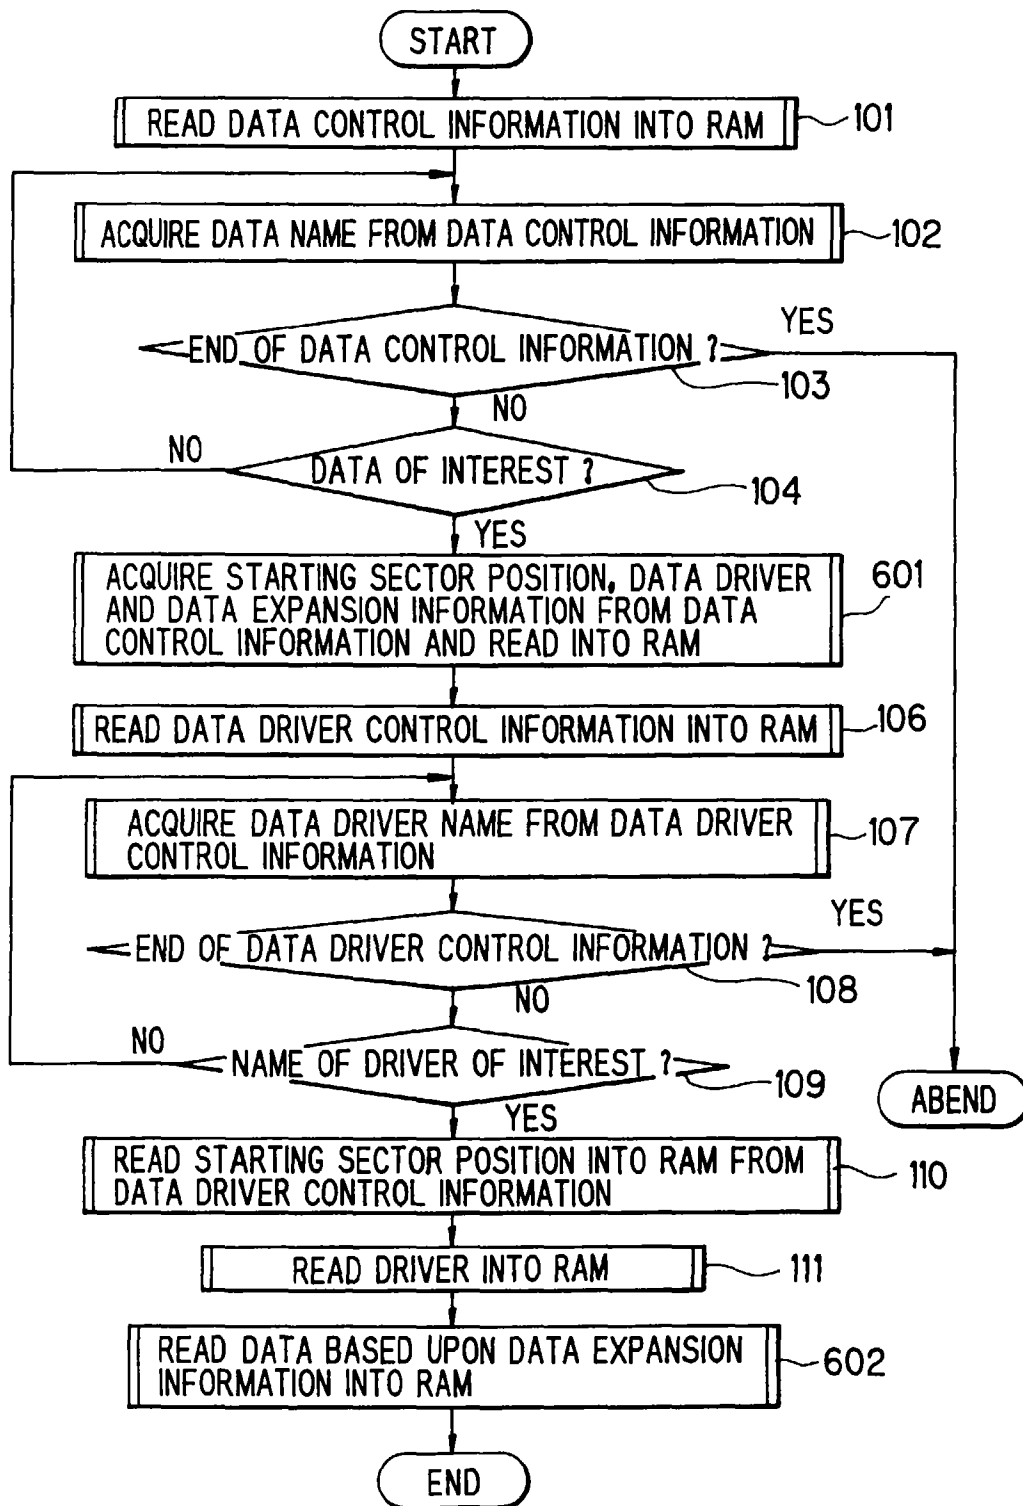 START
READ DATA CONTROL INFORMATION INTO RAM
101
ACQUIRE DATA NAME FROM DATA CONTROL INFORMATION
102
END OF DATA CONTROL INFORMATION ?
YES
103
NO
NO
DATA OF INTEREST ?
104
YES
ACQUIRE STARTING SECTOR POSITION, DATA DRIVER
AND DATA EXPANSION INFORMATION FROM DATA
CONTROL INFORMATION AND READ INTO RAM
601
READ DATA DRIVER CONTROL INFORMATION INTO RAM
106
ACQUIRE DATA DRIVER NAME FROM DATA DRIVER
CONTROL INFORMATION
107
YES
END OF DATA DRIVER CONTROL INFORMATION ?
108
NO
NO
NAME OF DRIVER OF INTEREST ?
109
ABEND
YES
READ STARTING SECTOR POSITION INTO RAM FROM
DATA DRIVER CONTROL INFORMATION
110
READ DRIVER INTO RAM
111
READ DATA BASED UPON DATA EXPANSION
INFORMATION INTO RAM
602
END